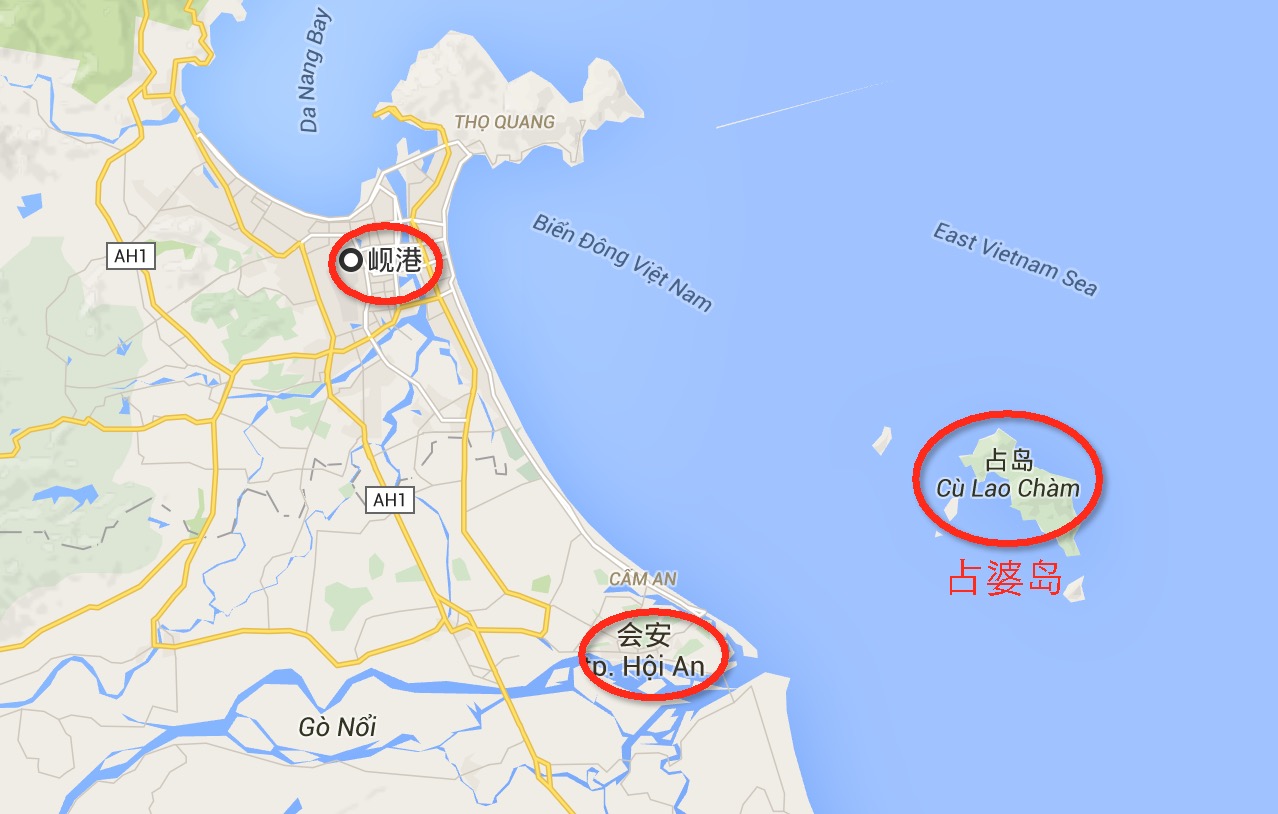 Da Nang Bay
THỌ QUANG
Biển Đông Việt Nam
East Vietnam Sea
AH1
岘港
AH1
占岛
Cù Lao Chàm
占婆岛
CẨM AN
会安
tp. Hội An
Gò Nổi